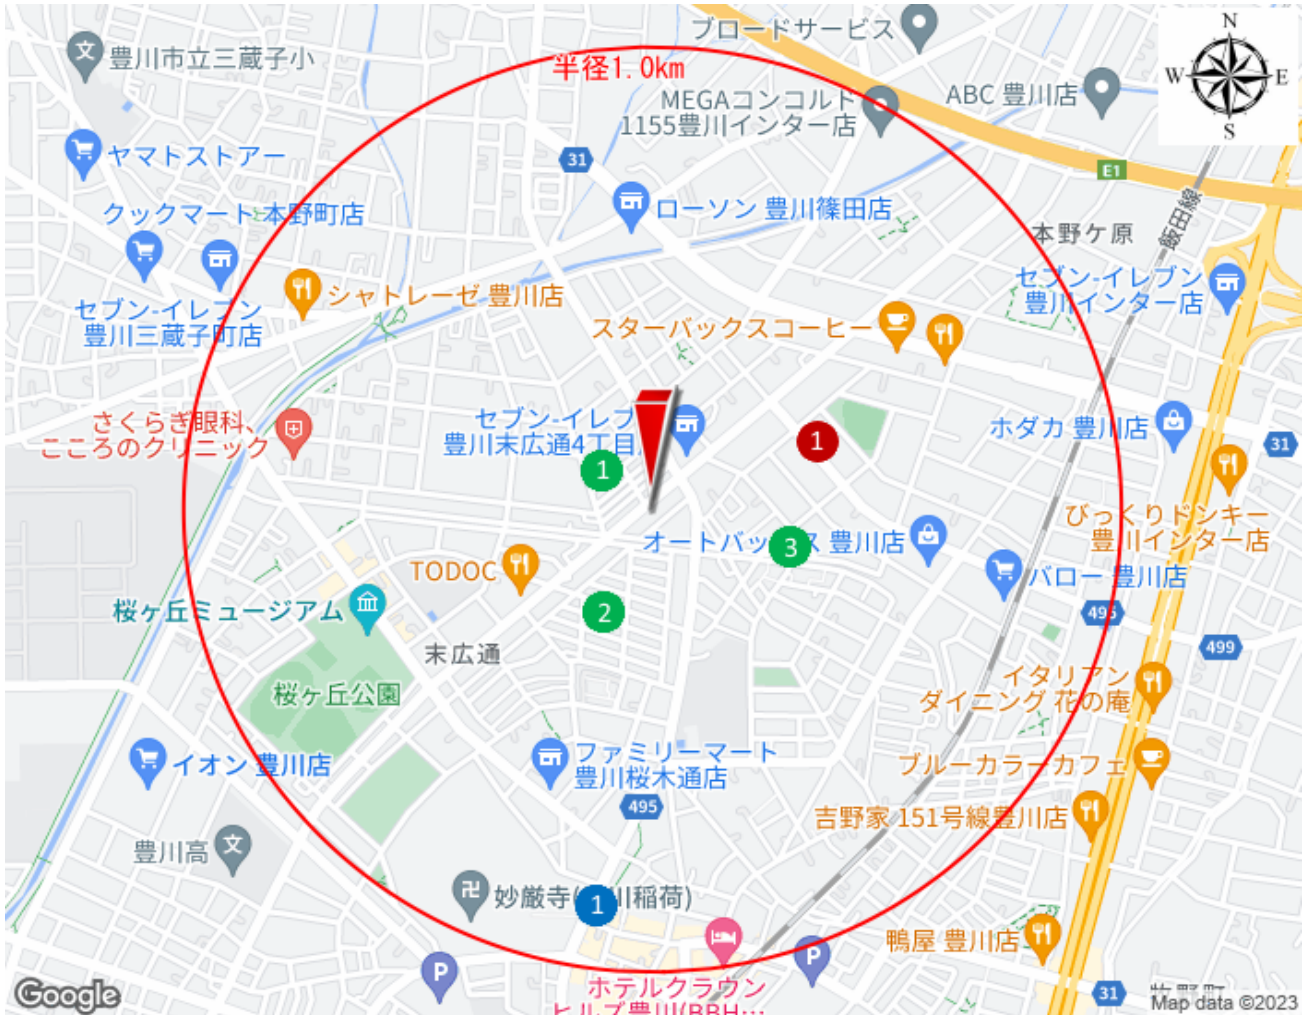 ブロードサービス
N
W
E
S
豊川市立三蔵子小
半径1.0km
MEGAコンコルド
1155豊川インター店
ABC 豊川店
ヤマトストアー
31
E1
クックマート 本野町店
ローソン 豊川篠田店
飯田線
本野ケ原
セブン-イレブン
豊川三蔵子町店
シャトレーゼ 豊川店
セブン-イレブン
豊川インター店
スターバックスコーヒー
さくらぎ眼科、
こころのクリニック
セブン-イレブ
豊川末広通4丁目
1
1
ホダカ 豊川店
31
びっくりドンキー
豊川インター店
オートバックス 豊川店
3
TODOC
バロー 豊川店
桜ヶ丘ミュージアム
2
495
499
末広通
イタリアン
ダイニング 花の庵
桜ヶ丘公園
イオン 豊川店
ファミリーマート
豊川桜木通店
ブルーカラーカフェ
495
吉野家 151号線豊川店
豊川高
妙厳寺(
1
川稲荷)
鴨屋 豊川店
P
P
ホテルクラウン
ヒルズ豊川(BBH…
31
牧野町
Google
Map data ©2023